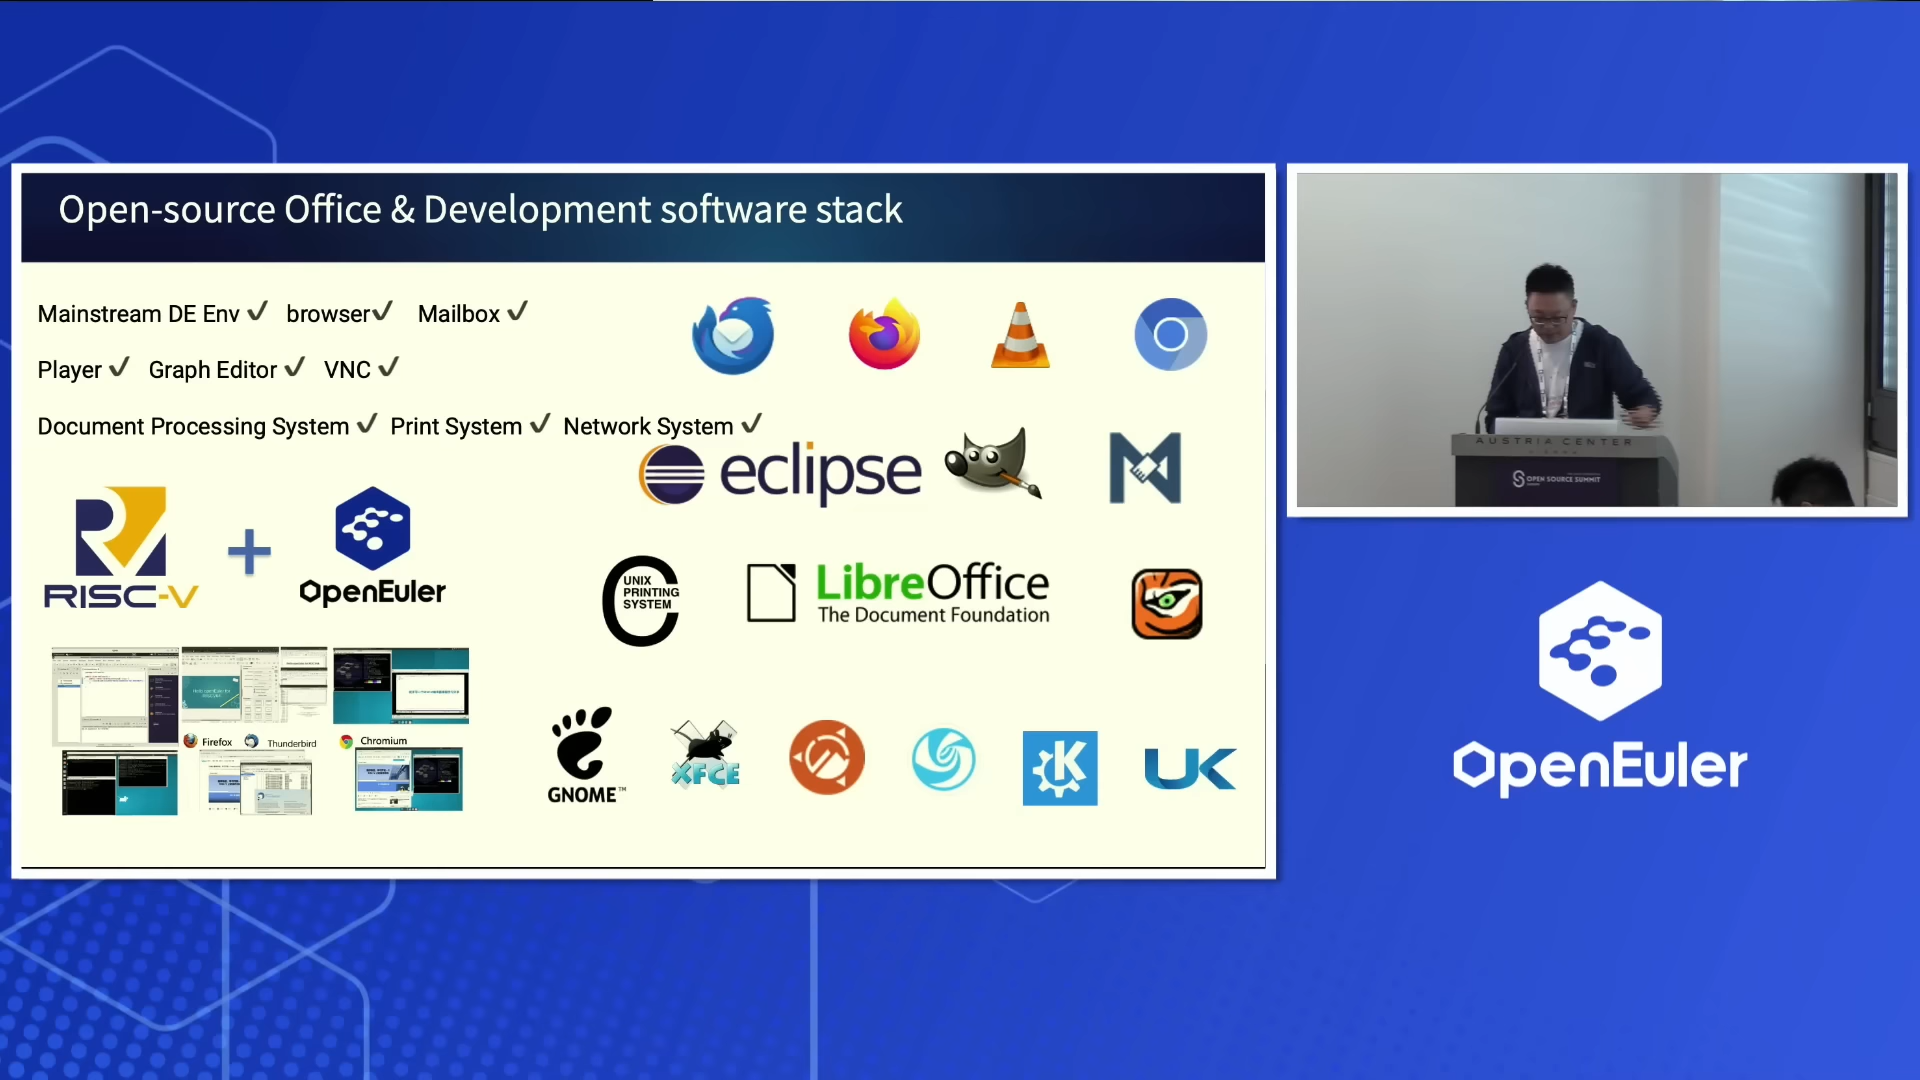 Open-source Office & Development software stack
Mainstream DE Env ✓ browser✓ Mailbox ✓
Player ✓ Graph Editor ✓ VNC ✓
Document Processing System ✓ Print System ✓ Network System ✓
eclipse
RISC-V
+
OpenEuler
UNIX
PRINTING
SYSTEM
LibreOffice
The Document Foundation
Firefox
Thunderbird
Chromium
GNOME™
XFCE
K
UK
AUSTRIA CENTER
OPEN SOURCE SUMMIT
OpenEuler